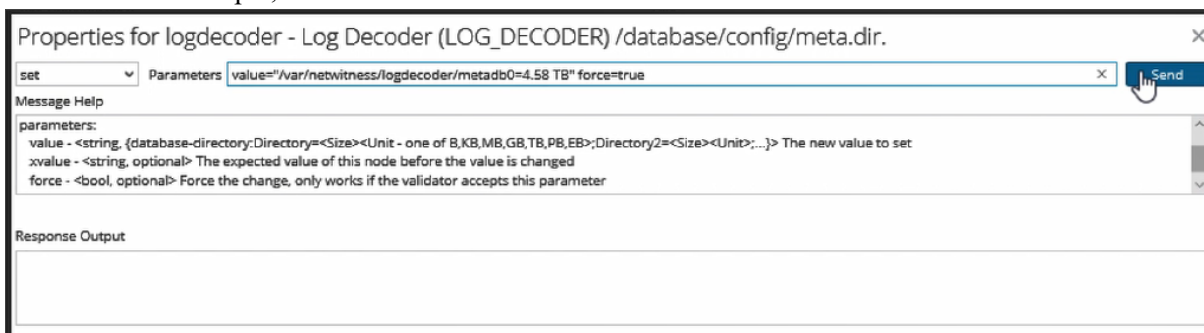 Properties for logdecoder - Log Decoder (LOG_DECODER) /database/config/meta.dir.
set Parameters value="/var/netwitness/logdecoder/metadb0=4.58 TB" force=true Send
Message Help
parameters:
value - <string, {database-directory:Directory=<Size><Unit - one of B,KB,MB,GB,TB,PB,EB>;Directory2=<Size><Unit>;...}> The new value to set
xvalue - <string, optional> The expected value of this node before the value is changed
force - <bool, optional> Force the change, only works if the validator accepts this parameter
Response Output